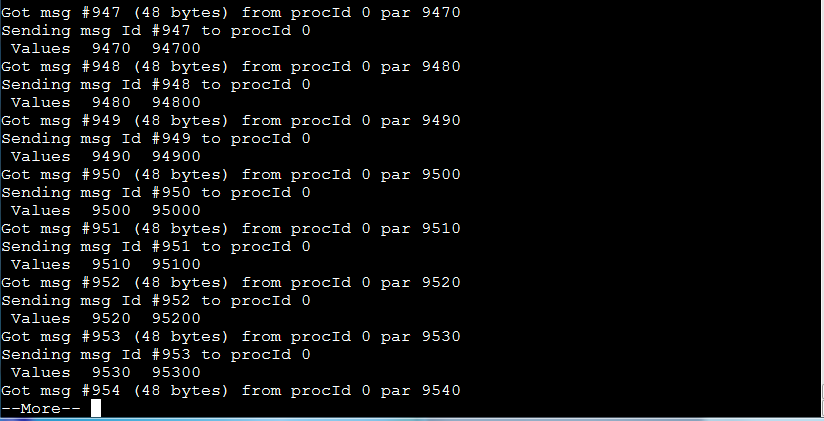 Got msg #947 (48 bytes) from procId 0 par 9470
Sending msg Id #947 to procId 0
 Values  9470  94700
Got msg #948 (48 bytes) from procId 0 par 9480
Sending msg Id #948 to procId 0
 Values  9480  94800
Got msg #949 (48 bytes) from procId 0 par 9490
Sending msg Id #949 to procId 0
 Values  9490  94900
Got msg #950 (48 bytes) from procId 0 par 9500
Sending msg Id #950 to procId 0
 Values  9500  95000
Got msg #951 (48 bytes) from procId 0 par 9510
Sending msg Id #951 to procId 0
 Values  9510  95100
Got msg #952 (48 bytes) from procId 0 par 9520
Sending msg Id #952 to procId 0
 Values  9520  95200
Got msg #953 (48 bytes) from procId 0 par 9530
Sending msg Id #953 to procId 0
 Values  9530  95300
Got msg #954 (48 bytes) from procId 0 par 9540
--More--